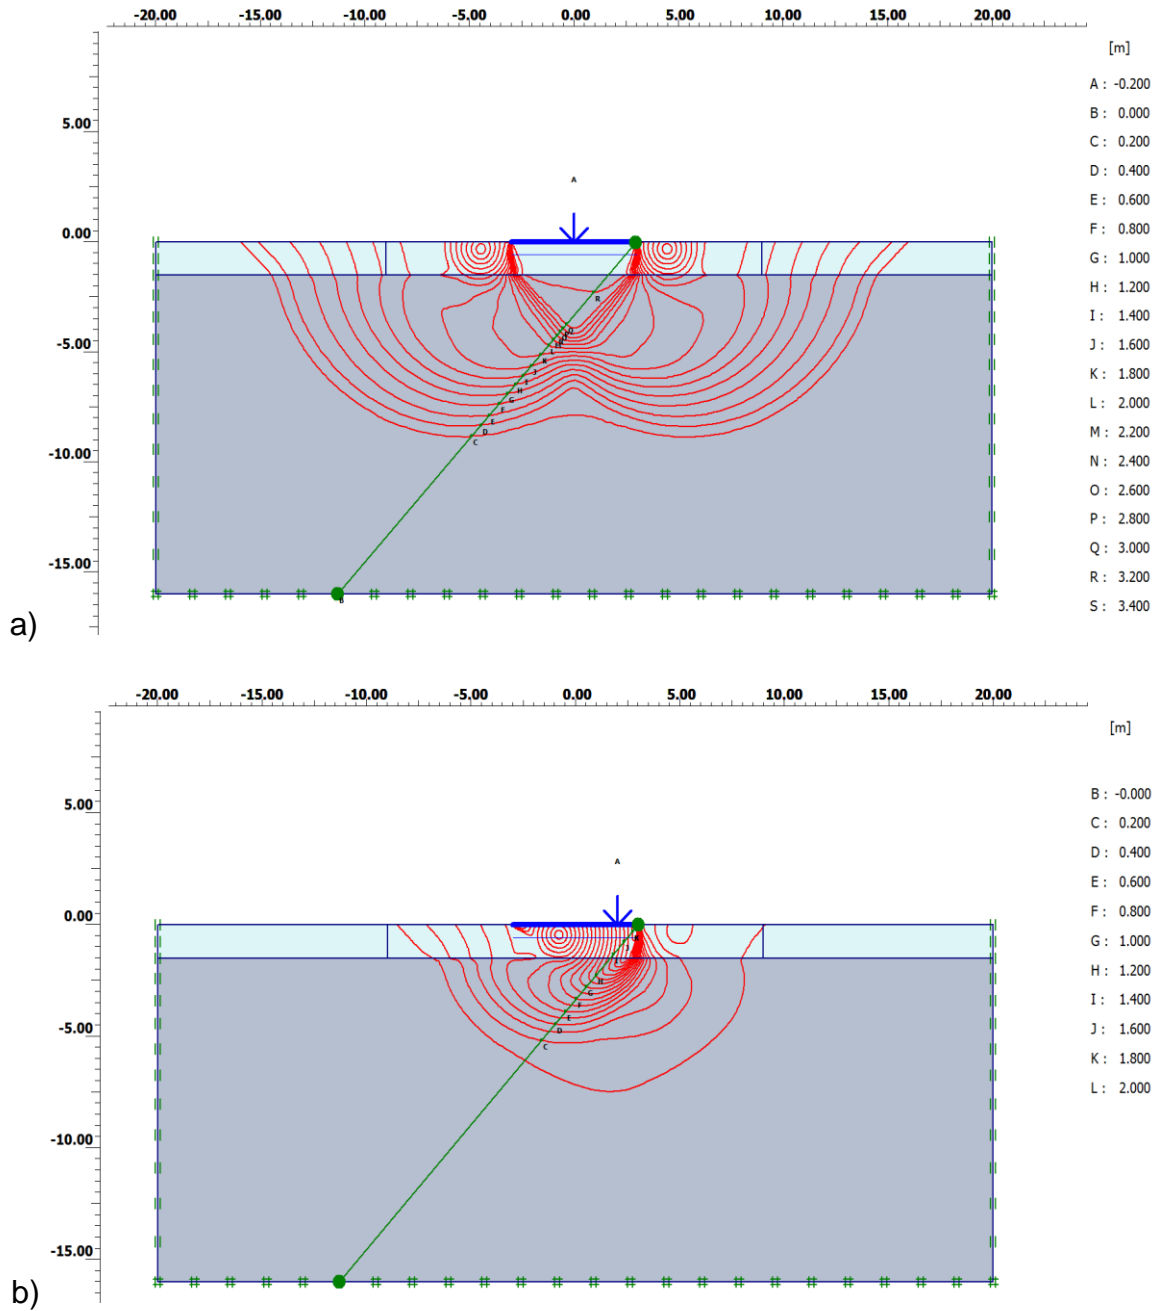 -20.00 -15.00 -10.00 -5.00 0.00 5.00 10.00 15.00 20.00
[m]
A : -0.200
B : 0.000
C : 0.200
D : 0.400
E : 0.600
F : 0.800
G : 1.000
H : 1.200
I : 1.400
J : 1.600
K : 1.800
L : 2.000
M : 2.200
N : 2.400
O : 2.600
P : 2.800
Q : 3.000
R : 3.200
S : 3.400
5.00
0.00
-5.00
-10.00
-15.00
A
R
L
K
J
I
H
G
F
E
D
C
B
a)
-20.00 -15.00 -10.00 -5.00 0.00 5.00 10.00 15.00 20.00
[m]
B : -0.000
C : 0.200
D : 0.400
E : 0.600
F : 0.800
G : 1.000
H : 1.200
I : 1.400
J : 1.600
K : 1.800
L : 2.000
5.00
0.00
-5.00
-10.00
-15.00
A
K
J
I
H
G
F
E
D
C
b)